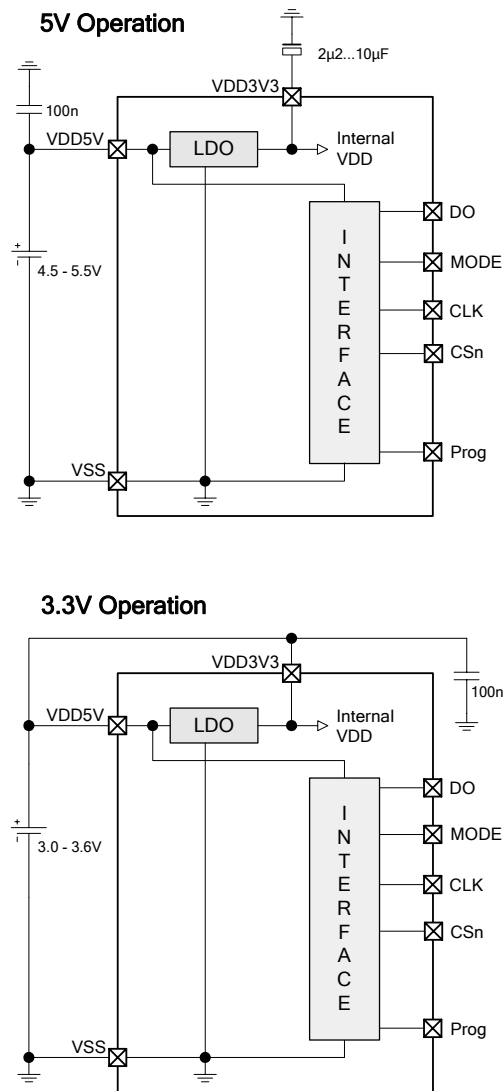 5V Operation
2µ2...10µF
VDD3V3
100n
VDD5V
LDO
Internal
VDD
+
-
4.5 - 5.5V
INTERFACE
DO
MODE
CLK
CSn
Prog
VSS
3.3V Operation
VDD3V3
100n
VDD5V
LDO
Internal
VDD
+
-
3.0 - 3.6V
INTERFACE
DO
MODE
CLK
CSn
Prog
VSS